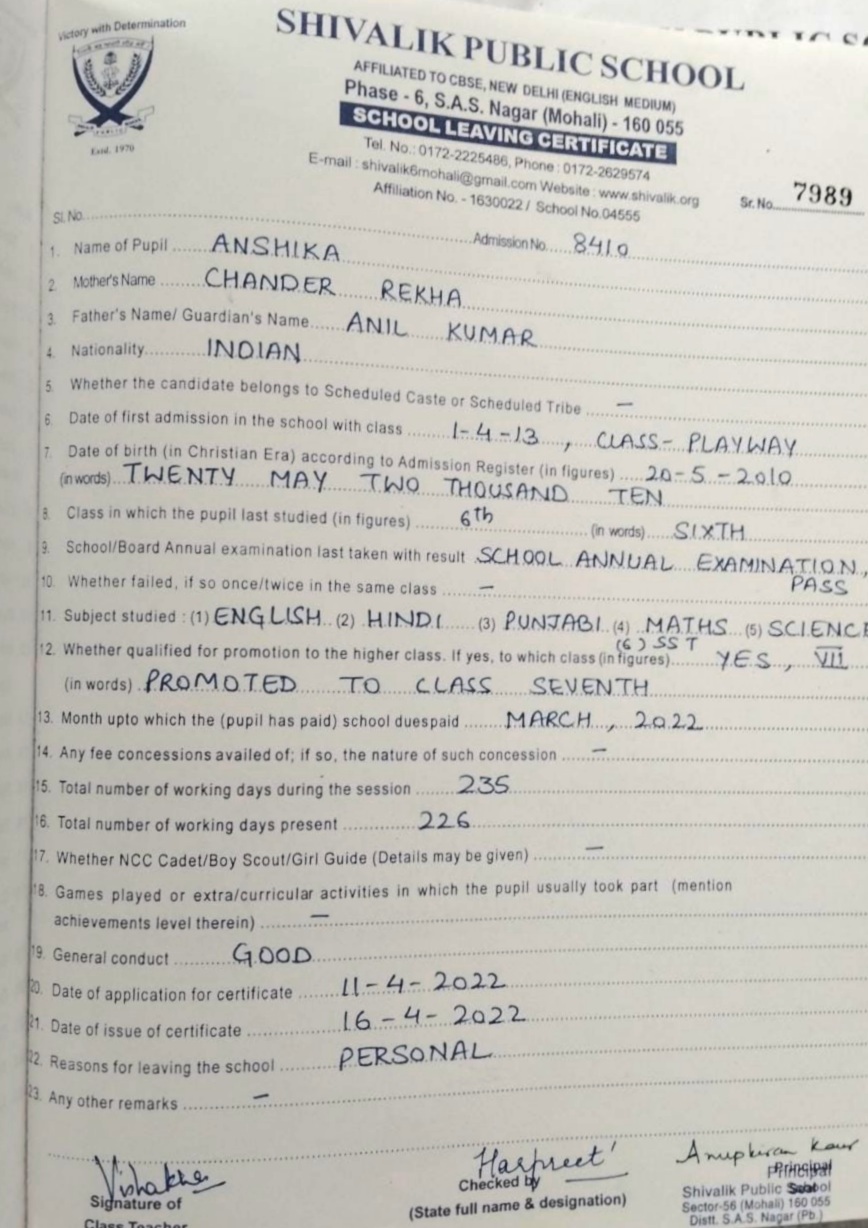 Victory with Determination
Estd. 1970
SHIVALIK PUBLIC SCHOOL
AFFILIATED TO CBSE, NEW DELHI (ENGLISH MEDIUM)
Phase - 6, S.A.S. Nagar (Mohali) - 160 055
SCHOOL LEAVING CERTIFICATE
Tel. No.: 0172-2225486, Phone : 0172-2629574
E-mail : shivalik6mohali@gmail.com Website : www.shivalik.org
Affiliation No. - 1630022 / School No.04555
Sr. No. 7989
Sl. No.
Admission No. 8410
1. Name of Pupil ANSHIKA
2. Mother's Name CHANDER REKHA
3. Father's Name/ Guardian's Name ANIL KUMAR
4. Nationality INDIAN
5. Whether the candidate belongs to Scheduled Caste or Scheduled Tribe –
6. Date of first admission in the school with class 1-4-13, CLASS- PLAYWAY
7. Date of birth (in Christian Era) according to Admission Register (in figures) 20-5-2010
(in words) TWENTY MAY TWO THOUSAND TEN
8. Class in which the pupil last studied (in figures) 6th (in words) SIXTH
9. School/Board Annual examination last taken with result SCHOOL ANNUAL EXAMINATION,
PASS
10. Whether failed, if so once/twice in the same class –
11. Subject studied : (1) ENGLISH (2) HINDI (3) PUNJABI (4) MATHS (5) SCIENCE
(6) SST
12. Whether qualified for promotion to the higher class. If yes, to which class (in figures) YES, VII
(in words) PROMOTED TO CLASS SEVENTH
13. Month upto which the (pupil has paid) school duespaid MARCH, 2022
14. Any fee concessions availed of; if so, the nature of such concession –
15. Total number of working days during the session 235
16. Total number of working days present 226
17. Whether NCC Cadet/Boy Scout/Girl Guide (Details may be given) –
18. Games played or extra/curricular activities in which the pupil usually took part (mention
achievements level therein) –
19. General conduct GOOD
20. Date of application for certificate 11-4-2022
21. Date of issue of certificate 16-4-2022
22. Reasons for leaving the school PERSONAL
23. Any other remarks –
Vishakha
Signature of
Class Teacher
Harpreet
Checked by
(State full name & designation)
Anupkiran Kaur
Principal
Shivalik Public School
Sector-56 (Mohali) 160 055
Distt. S.A.S. Nagar (Pb.)